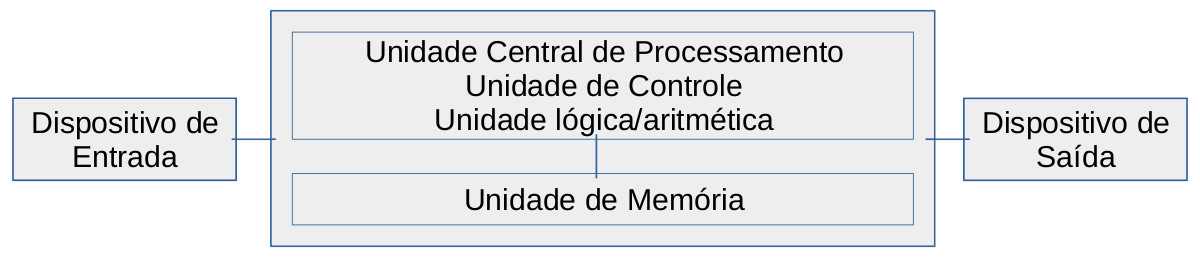 Dispositivo de
Entrada
Unidade Central de Processamento
Unidade de Controle
Unidade lógica/aritmética
Unidade de Memória
Dispositivo de
Saída